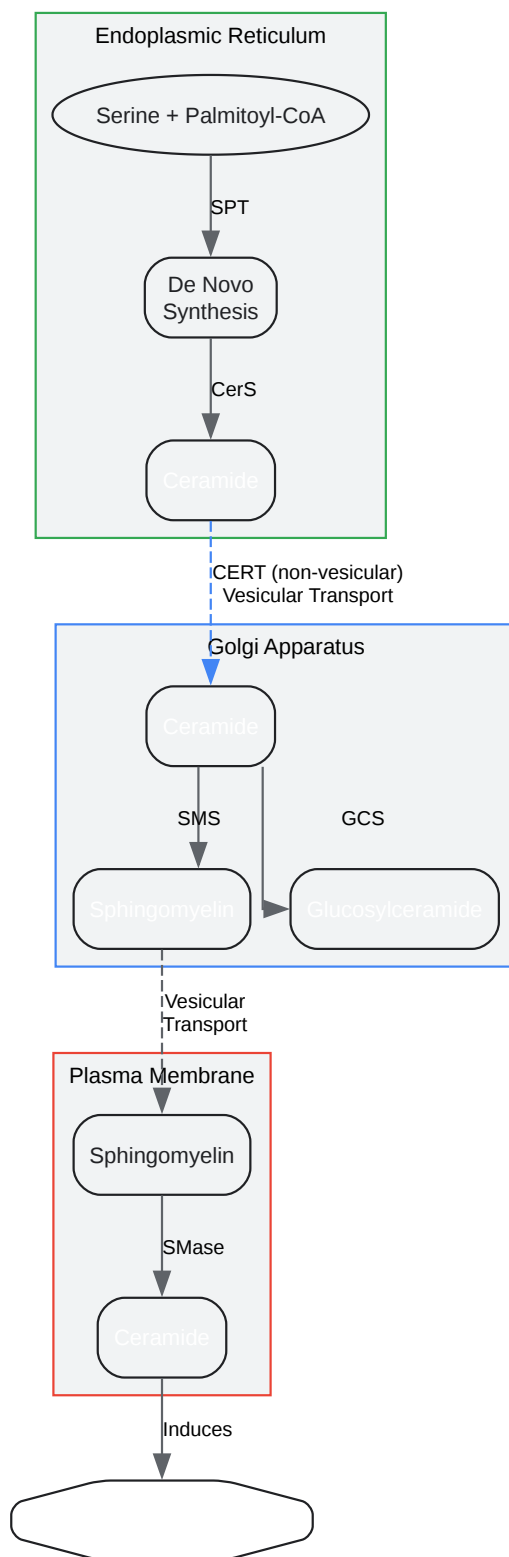 Endoplasmic Reticulum
Serine + Palmitoyl-CoA
SPT
De Novo
Synthesis
CerS
Ceramide
CERT (non-vesicular)
Vesicular Transport
Golgi Apparatus
Ceramide
SMS
GCS
Sphingomyelin
Glucosylceramide
Vesicular
Transport
Plasma Membrane
Sphingomyelin
SMase
Ceramide
Induces